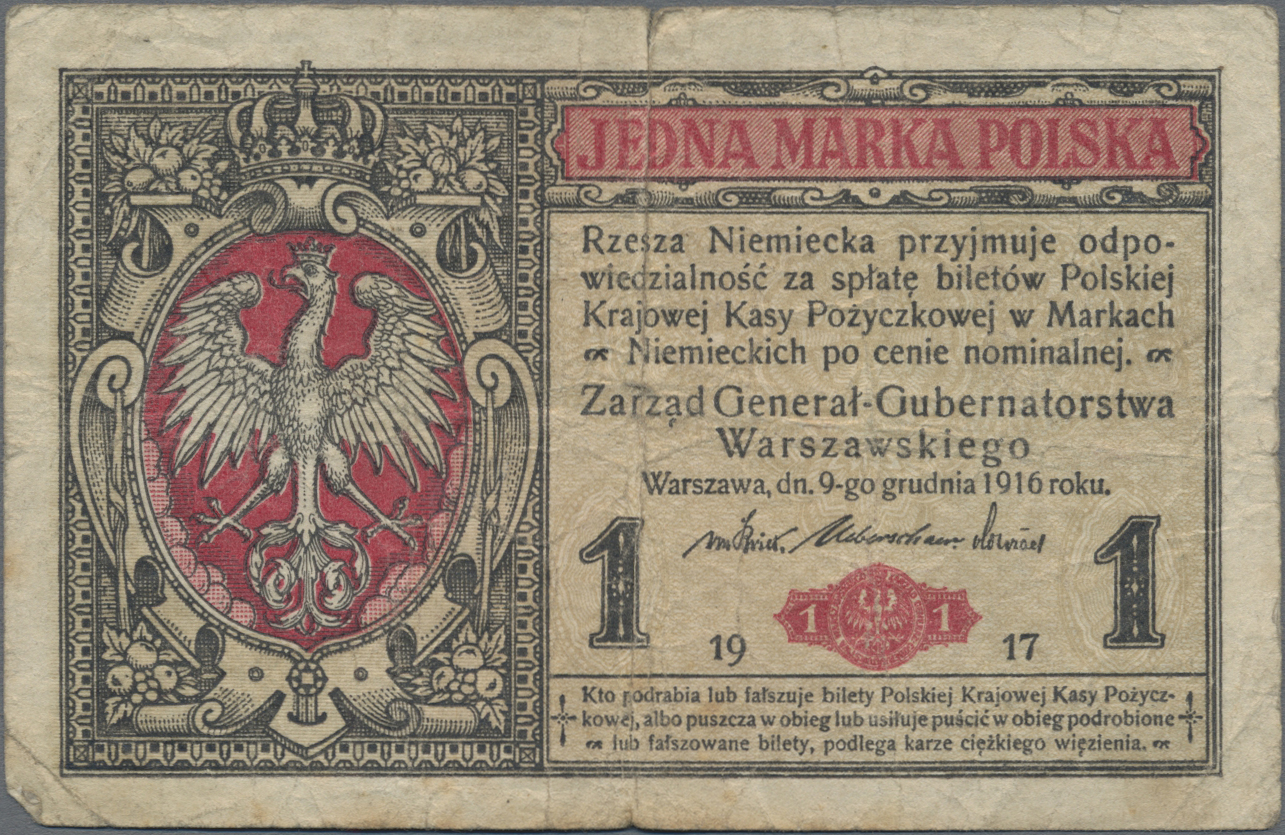 JEDNA MARKA POLSKA
Rzesza Niemiecka przyjmuje odpo-
wiedzialność za spłatę biletów Polskiej
Krajowej Kasy Pożyczkowej w Markach
Niemieckich po cenie nominalnej.
Zarząd Generał-Gubernatorstwa
Warszawskiego
Warszawa, dn. 9-go grudnia 1916 roku.
1 1
1 1
19 17
Kto podrabia lub fałszuje bilety Polskiej Krajowej Kasy Pożycz-
kowej, albo puszcza w obieg lub usiłuje puścić w obieg podrobione
lub fałszowane bilety, podlega karze ciężkiego więzienia.